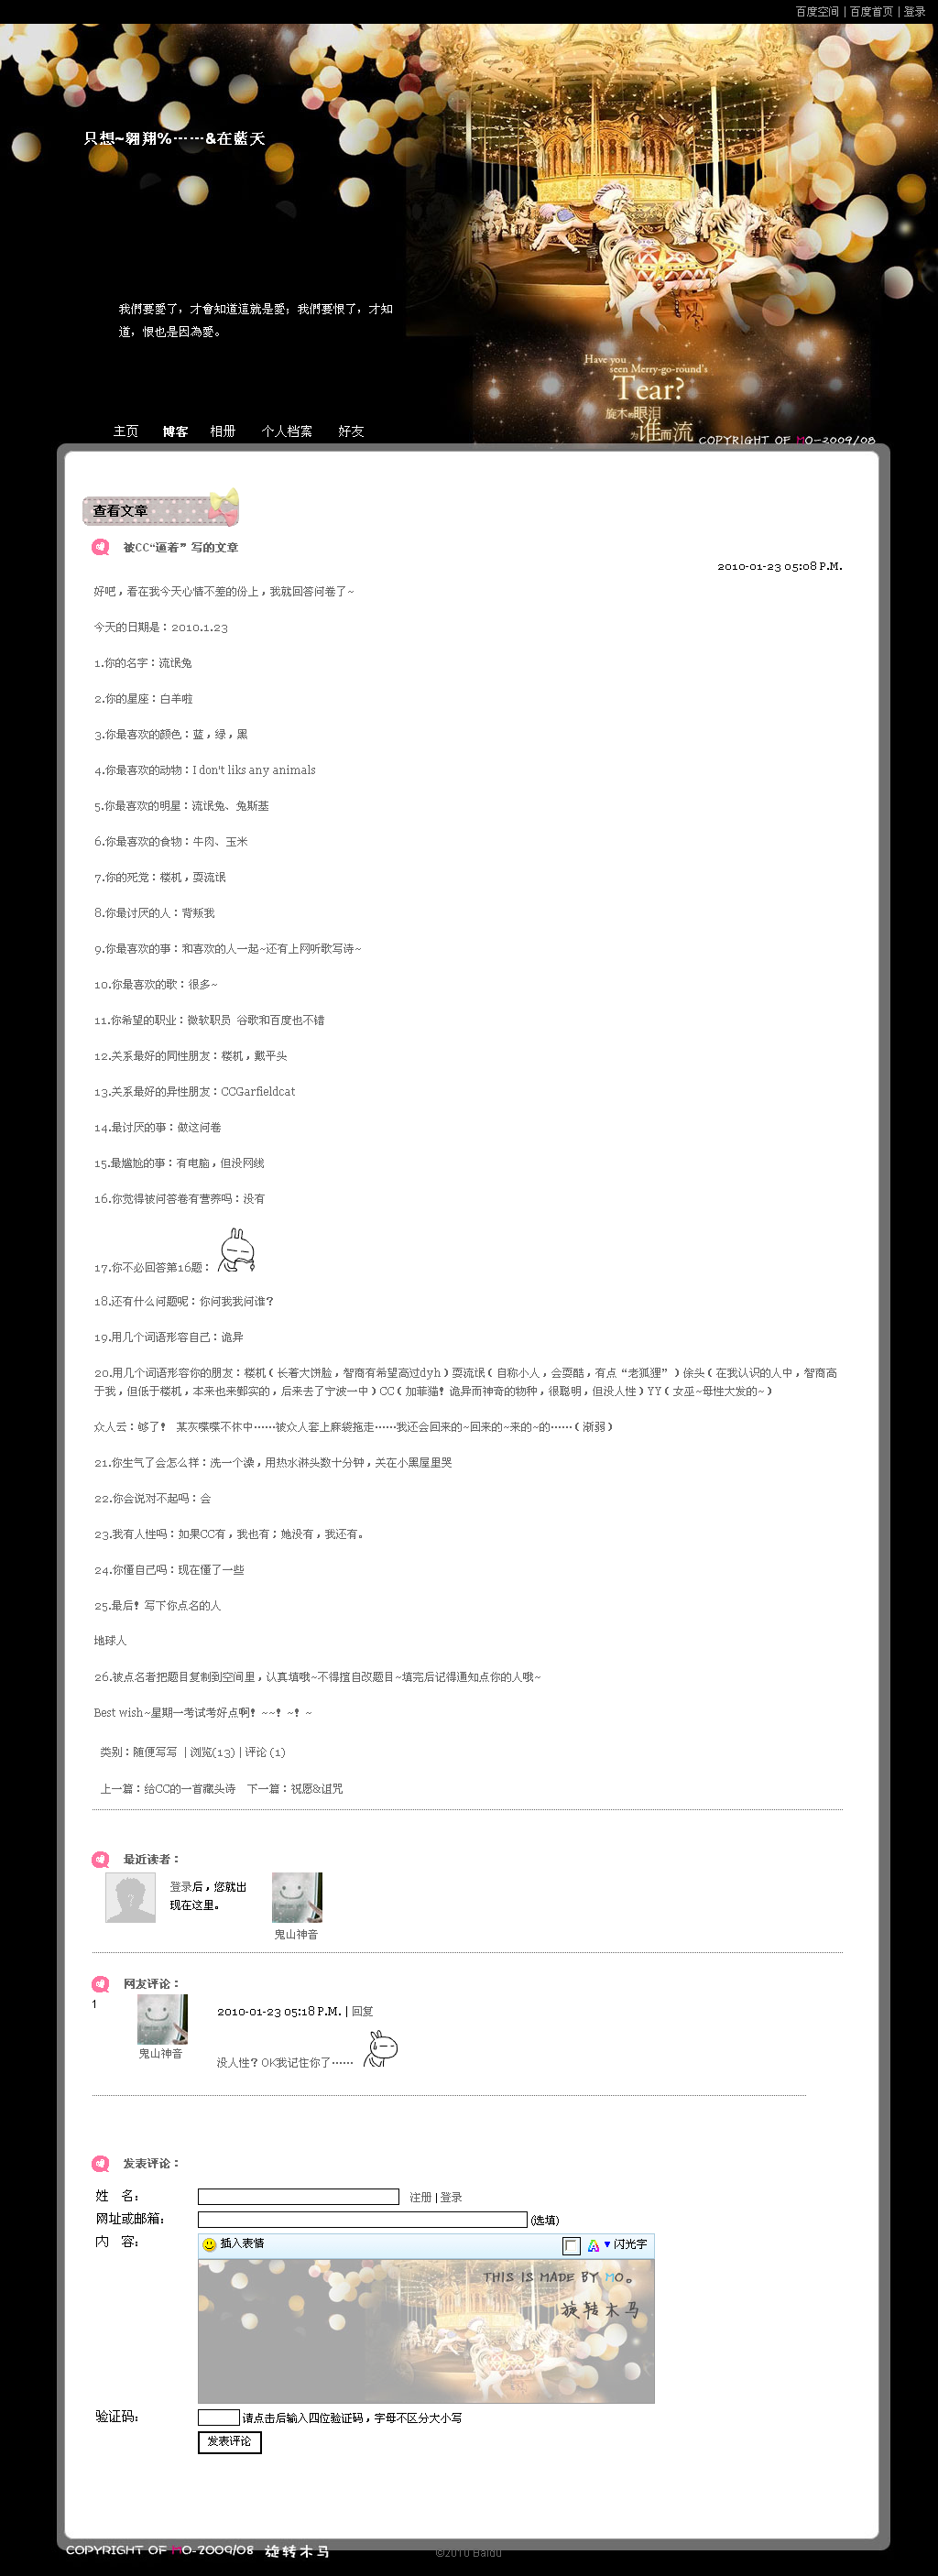 百度空间 | 百度首页 | 登录
只想~翱翔%……&在蓝天
我們要愛了，才會知道這就是愛；我們要恨了，才知
道，恨也是因為愛。
Have you
seen Merry-go-round's
Tear?
旋木的眼泪
为谁而流
COPYRIGHT OF MO-2009/08
主页 博客 相册 个人档案 好友
查看文章
被CC“逼着”写的文章
2010-01-23 05:08 P.M.
好吧，看在我今天心情不差的份上，我就回答问卷了~
今天的日期是：2010.1.23
1.你的名字：流氓兔
2.你的星座：白羊啦
3.你最喜欢的颜色：蓝，绿，黑
4.你最喜欢的动物：I don't liks any animals
5.你最喜欢的明星：流氓兔、兔斯基
6.你最喜欢的食物：牛肉、玉米
7.你的死党：楼机，耍流氓
8.你最讨厌的人：背叛我
9.你最喜欢的事：和喜欢的人一起~还有上网听歌写诗~
10.你最喜欢的歌：很多~
11.你希望的职业：微软职员 谷歌和百度也不错
12.关系最好的同性朋友：楼机，戴平头
13.关系最好的异性朋友：CCGarfieldcat
14.最讨厌的事：做这问卷
15.最尴尬的事：有电脑，但没网线
16.你觉得被问答卷有营养吗：没有
17.你不必回答第16题：
18.还有什么问题呢：你问我我问谁？
19.用几个词语形容自己：诡异
20.用几个词语形容你的朋友：楼机（长着大饼脸，智商有希望高过dyh）耍流氓（自称小人，会耍酷，有点“老狐狸”）徐头（在我认识的人中，智商高
于我，但低于楼机，本来也来鄞实的，后来去了宁波一中）CC（加菲猫！诡异而神奇的物种，很聪明，但没人性）YY（女巫~母性大发的~）
众人云：够了！ 某灰喋喋不休中……被众人套上麻袋拖走……我还会回来的~回来的~来的~的……（渐弱）
21.你生气了会怎么样：洗一个澡，用热水淋头数十分钟，关在小黑屋里哭
22.你会说对不起吗：会
23.我有人性吗：如果CC有，我也有；她没有，我还有。
24.你懂自己吗：现在懂了一些
25.最后！写下你点名的人
地球人
26.被点名者把题目复制到空间里，认真填哦~不得擅自改题目~填完后记得通知点你的人哦~
Best wish~星期一考试考好点啊！~~！~！~
类别：随便写写 | 浏览(13) | 评论 (1)
上一篇：给CC的一首藏头诗 下一篇：祝愿&诅咒
最近读者：
登录后，您就出
现在这里。
鬼山神音
网友评论：
1
2010-01-23 05:18 P.M. | 回复
鬼山神音
没人性？OK我记住你了……
发表评论：
姓 名： 注册 | 登录
网址或邮箱： (选填)
内 容： 插入表情 闪光字
THIS IS MADE BY MO。
旋转木马
验证码： 请点击后输入四位验证码，字母不区分大小写
发表评论
COPYRIGHT OF MO-2009/08 旋转木马
©2010 Baidu